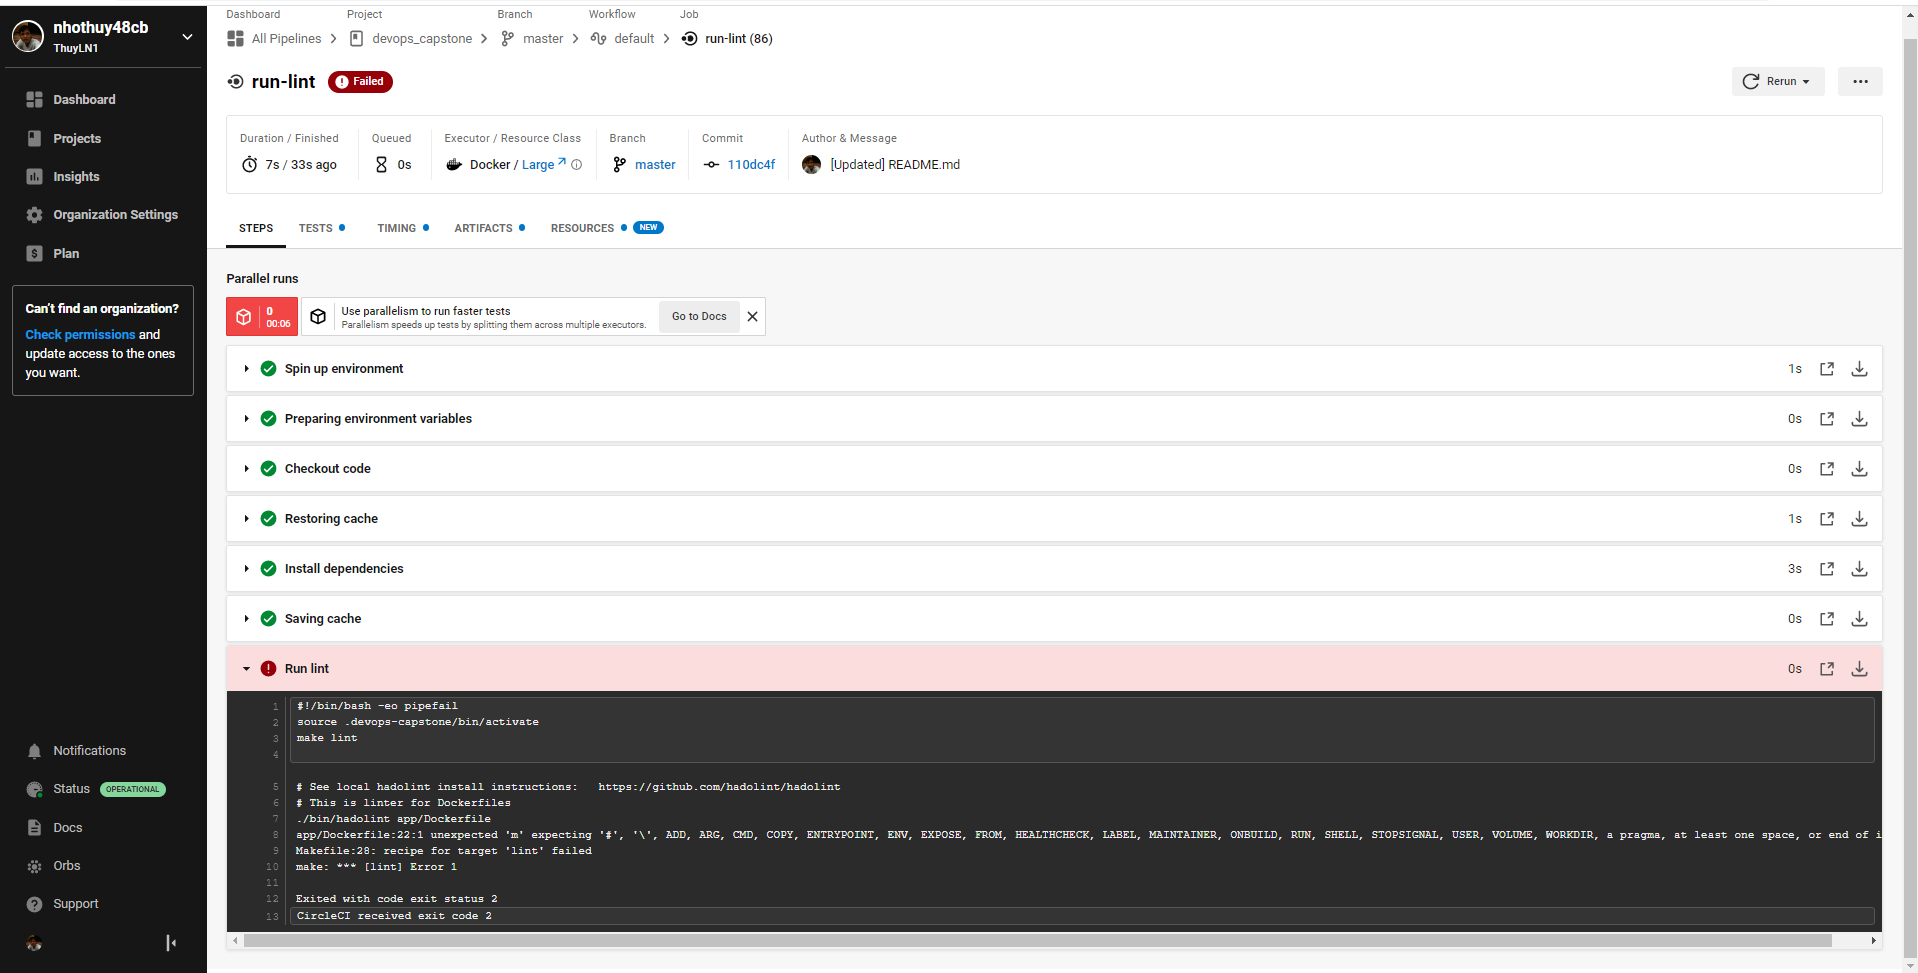 nhothuy48cb
ThuyLN1
Dashboard
Projects
Insights
Organization Settings
Plan
Can't find an organization?
Check permissions and
update access to the ones
you want.
Notifications
Status OPERATIONAL
Docs
Orbs
Support
Dashboard Project Branch Workflow Job
All Pipelines devops_capstone master default run-lint (86)
run-lint Failed
Rerun
Duration / Finished Queued Executor / Resource Class Branch Commit Author & Message
7s / 33s ago 0s Docker / Large master 110dc4f [Updated] README.md
STEPS TESTS TIMING ARTIFACTS RESOURCES NEW
Parallel runs
0
00:06
Use parallelism to run faster tests
Parallelism speeds up tests by splitting them across multiple executors.
Go to Docs
Spin up environment 1s
Preparing environment variables 0s
Checkout code 0s
Restoring cache 1s
Install dependencies 3s
Saving cache 0s
Run lint 0s
1 #!/bin/bash -eo pipefail
2 source .devops-capstone/bin/activate
3 make lint
4
5 # See local hadolint install instructions:   https://github.com/hadolint/hadolint
6 # This is linter for Dockerfiles
7 ./bin/hadolint app/Dockerfile
8 app/Dockerfile:22:1 unexpected 'm' expecting '#', '\', ADD, ARG, CMD, COPY, ENTRYPOINT, ENV, EXPOSE, FROM, HEALTHCHECK, LABEL, MAINTAINER, ONBUILD, RUN, SHELL, STOPSIGNAL, USER, VOLUME, WORKDIR, a pragma, at least one space, or end of i
9 Makefile:28: recipe for target 'lint' failed
10 make: *** [lint] Error 1
11
12 Exited with code exit status 2
13 CircleCI received exit code 2